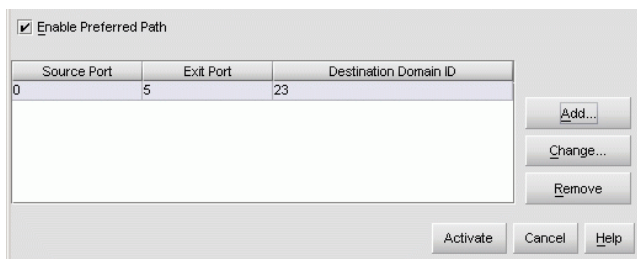 Enable Preferred Path
Source Port Exit Port Destination Domain ID
0 5 23
Add...
Change...
Remove
Activate Cancel Help